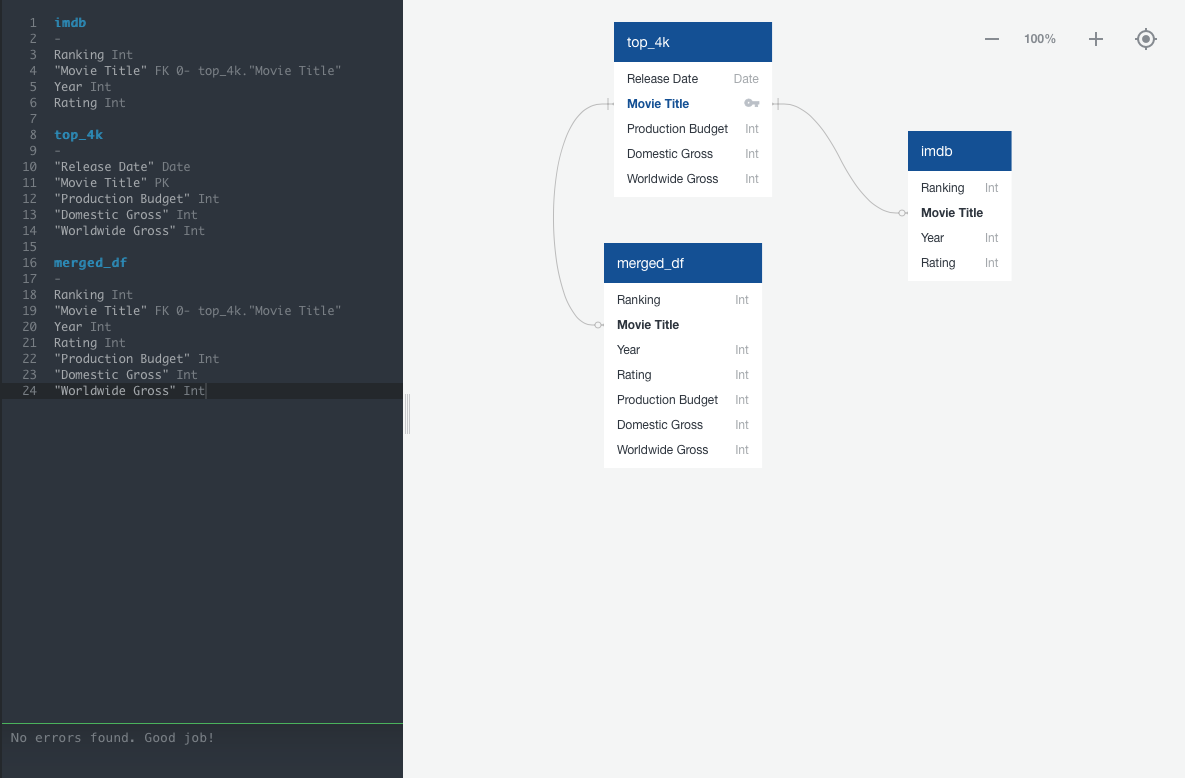 1 imdb
2 -
3 Ranking Int
4 "Movie Title" FK 0- top_4k."Movie Title"
5 Year Int
6 Rating Int
7
8 top_4k
9 -
10 "Release Date" Date
11 "Movie Title" PK
12 "Production Budget" Int
13 "Domestic Gross" Int
14 "Worldwide Gross" Int
15
16 merged_df
17 -
18 Ranking Int
19 "Movie Title" FK 0- top_4k."Movie Title"
20 Year Int
21 Rating Int
22 "Production Budget" Int
23 "Domestic Gross" Int
24 "Worldwide Gross" Int
No errors found. Good job!
100%
top_4k
Release Date Date
Movie Title
Production Budget Int
Domestic Gross Int
Worldwide Gross Int
imdb
Ranking Int
Movie Title
Year Int
Rating Int
merged_df
Ranking Int
Movie Title
Year Int
Rating Int
Production Budget Int
Domestic Gross Int
Worldwide Gross Int